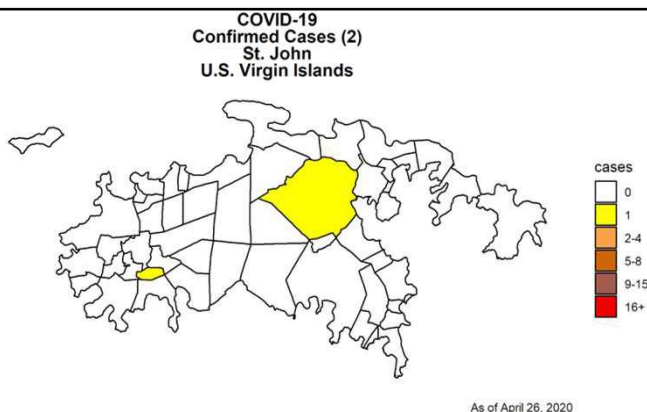 COVID-19
Confirmed Cases (2)
St. John
U.S. Virgin Islands
cases
0
1
2-4
5-8
9-15
16+
As of April 26, 2020